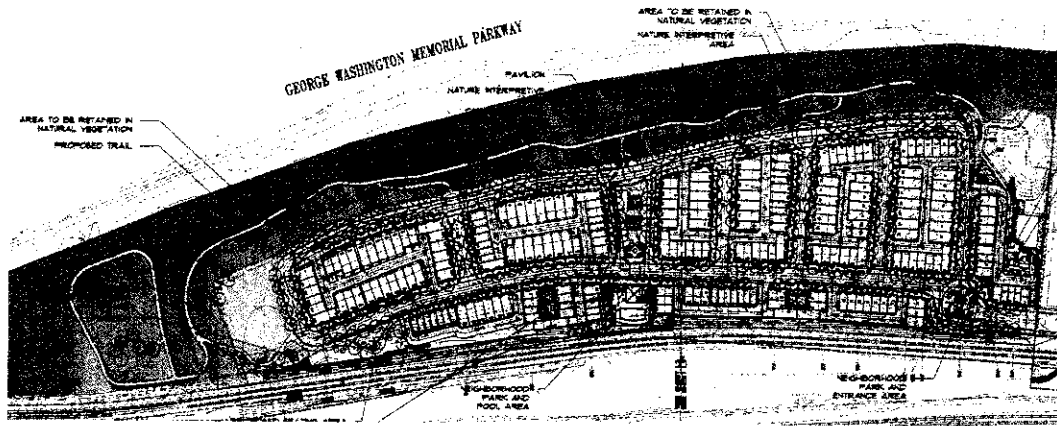 AREA TO BE RETAINED IN
NATURAL VEGETATION
NATURE INTERPRETIVE
AREA
GEORGE WASHINGTON MEMORIAL PARKWAY
PAVILION
NATURE INTERPRETIVE
AREA TO BE RETAINED IN
NATURAL VEGETATION
PROPOSED TRAIL
NEIGHBORHOOD
PARK AND
POOL AREA
NEIGHBORHOOD
PARK AND
ENTRANCE AREA
AREA